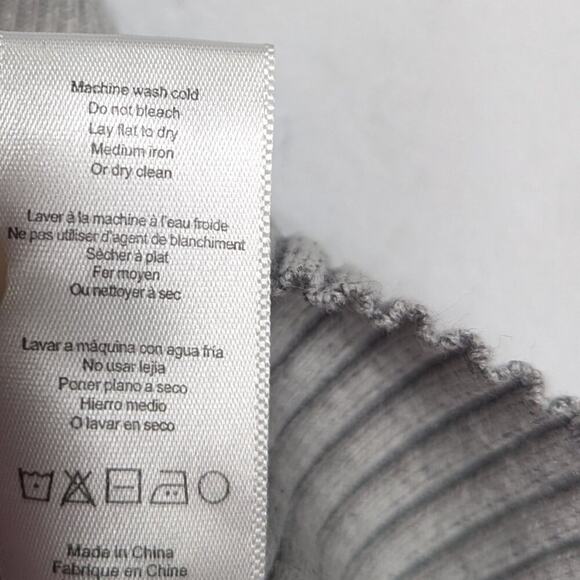 Machine wash cold
Do not bleach
Lay flat to dry
Medium iron
Or dry clean
Laver à la machine à l'eau froide
Ne pas utiliser d'agent de blanchiment
Sécher à plat
Fer moyen
Ou nettoyer à sec
Lavar a máquina con agua fría
No usar lejia
Poner plano a seco
Hierro medio
O lavar en seco
Made in China
Fabrique en Chine